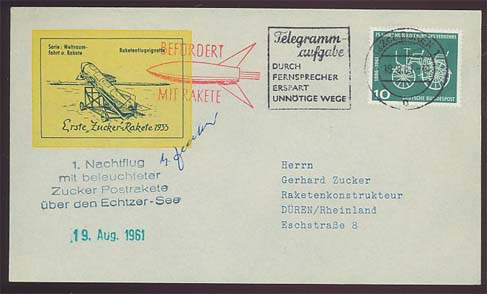 Serie: Weltraum-
fahrt u. Rakete
Raketenflugvignette
Erste Zucker-Rakete 1933
BEFÖRDERT
MIT RAKETE
Telegramm-
aufgabe
DURCH
FERNSPRECHER
ERSPART
UNNÖTIGE WEGE
10
DEUTSCHE BUNDESPOST
1. Nachtflug
mit beleuchteter
Zucker Postrakete
über den Echtzer-See
19. Aug. 1961
Herrn
Gerhard Zucker
Raketenkonstrukteur
DÜREN/Rheinland
Eschstraße 8